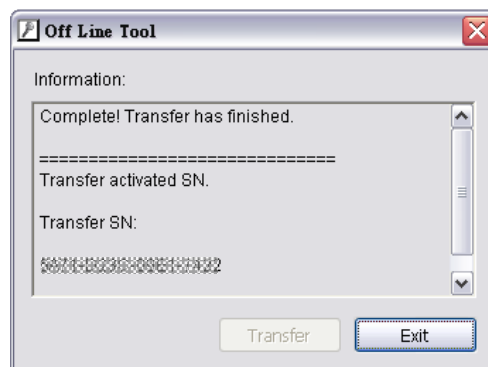 Off Line Tool
Information:
Complete! Transfer has finished.
==============================
Transfer activated SN.
Transfer SN:
Transfer
Exit